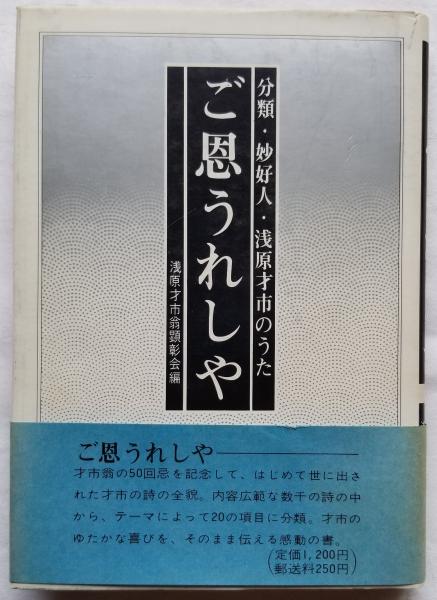 分類・妙好人・浅原才市のうた
ご恩うれしや
浅原才市翁顕彰会編
ご恩うれしや
才市翁の50回忌を記念して、はじめて世に出さ
れた才市の詩の全貌。内容広範な数千の詩の中
から、テーマによって20の項目に分類。才市の
ゆたかな喜びを、そのまま伝える感動の書。
(定価1,200円
郵送料250円)